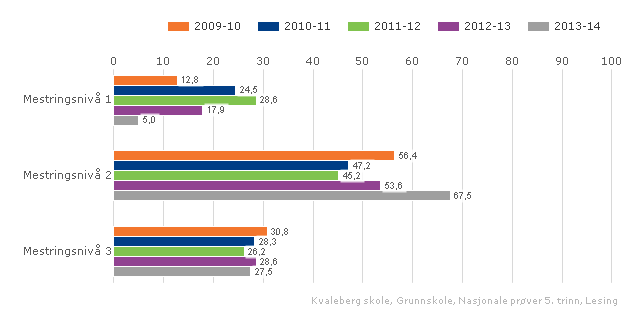 2009-10 2010-11 2011-12 2012-13 2013-14
0 10 20 30 40 50 60 70 80 90 100
Mestringsnivå 1
12,8
24,5
28,6
17,9
5,0
Mestringsnivå 2
56,4
47,2
45,2
53,6
67,5
Mestringsnivå 3
30,8
28,3
26,2
28,6
27,5
Kvaleberg skole, Grunnskole, Nasjonale prøver 5. trinn, Lesing